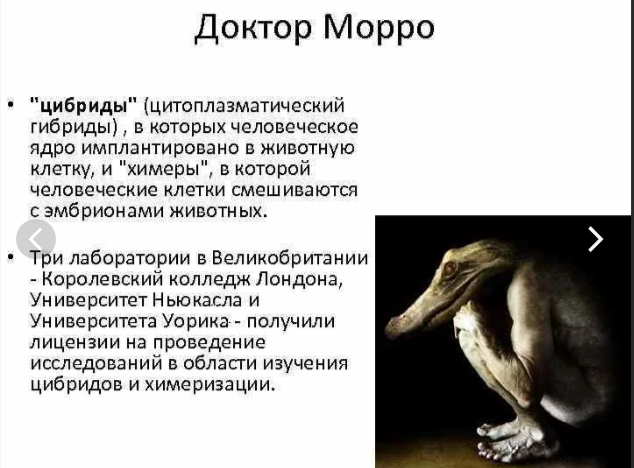 Доктор Морро
• "цибриды" (цитоплазматический
гибриды) , в которых человеческое
ядро имплантировано в животную
клетку, и "химеры", в которой
человеческие клетки смешиваются
с эмбрионами животных.
• Три лаборатории в Великобритании
- Королевский колледж Лондона,
Университет Ньюкасла и
Университета Уорика - получили
лицензии на проведение
исследований в области изучения
цибридов и химеризации.